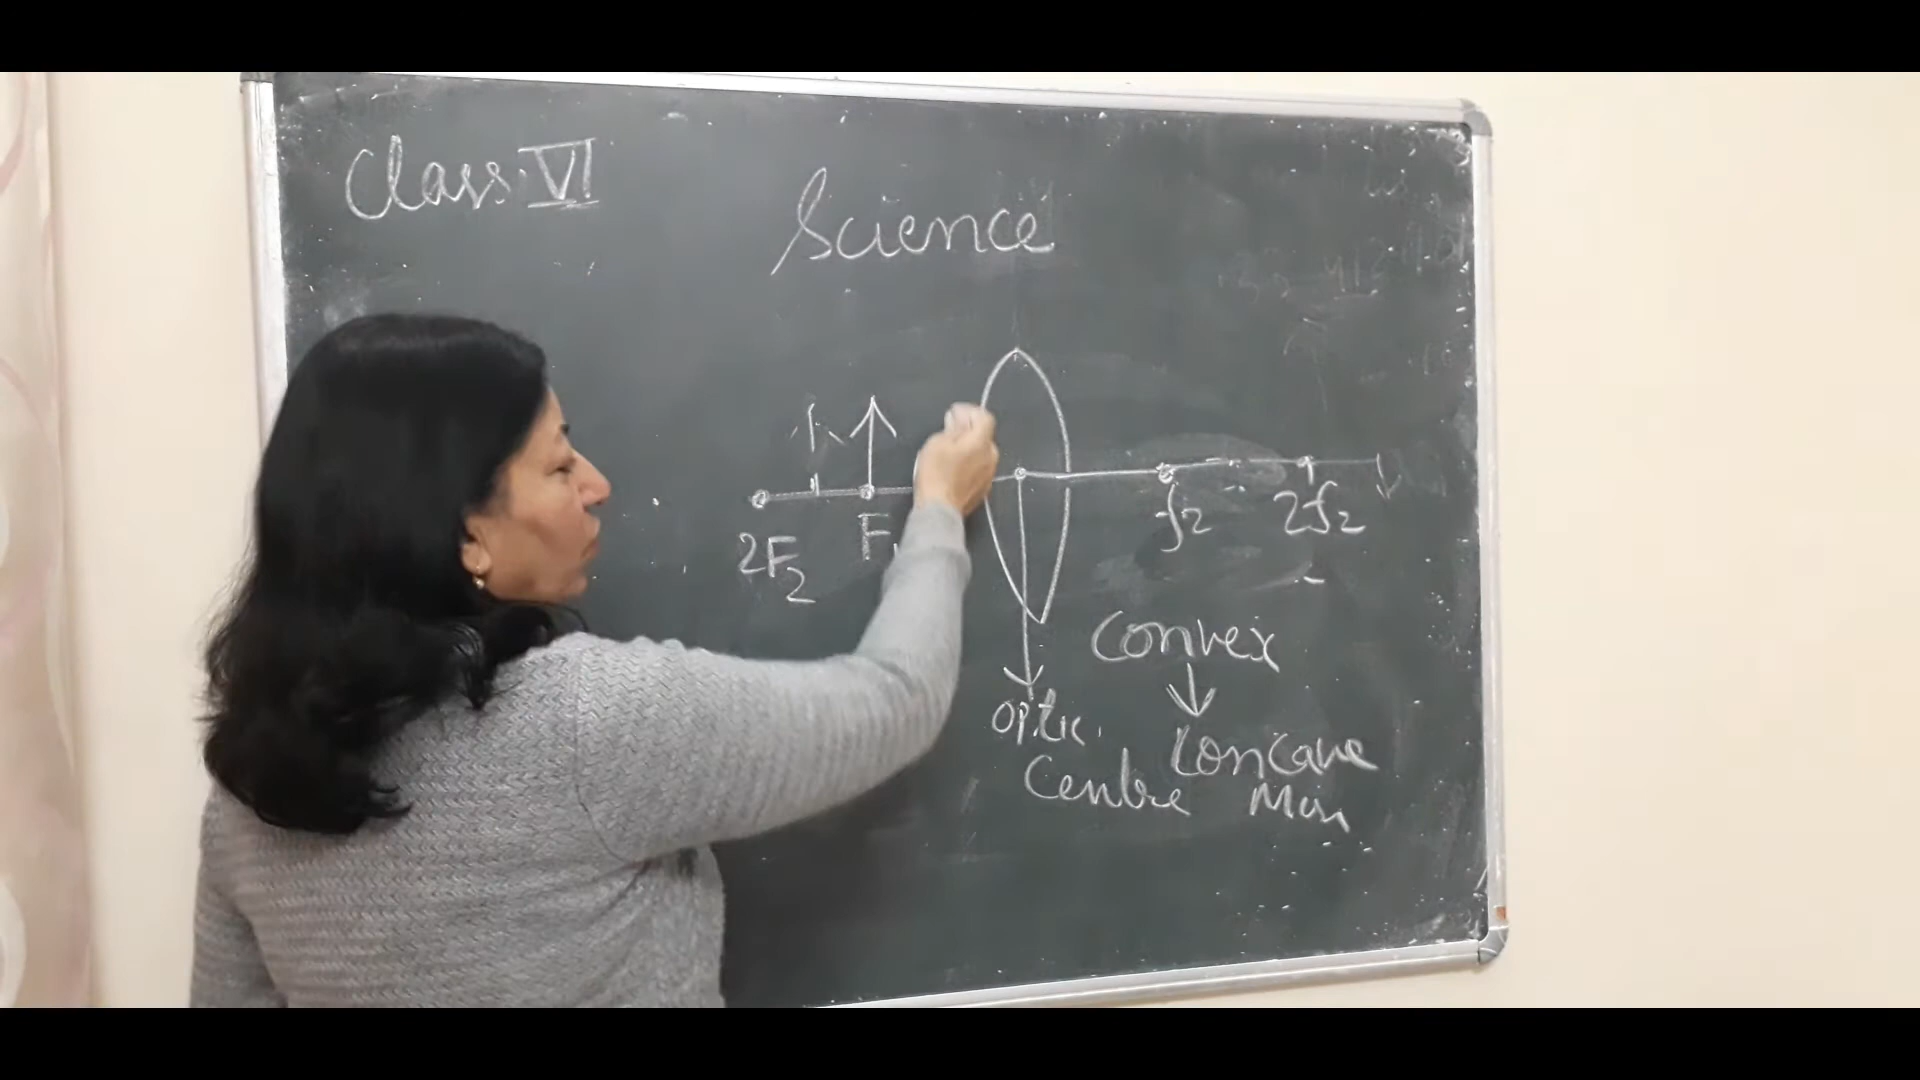 Class: VI
Science
2F2
F1
f2
2f2
Convex
Optic
Centre
Concave